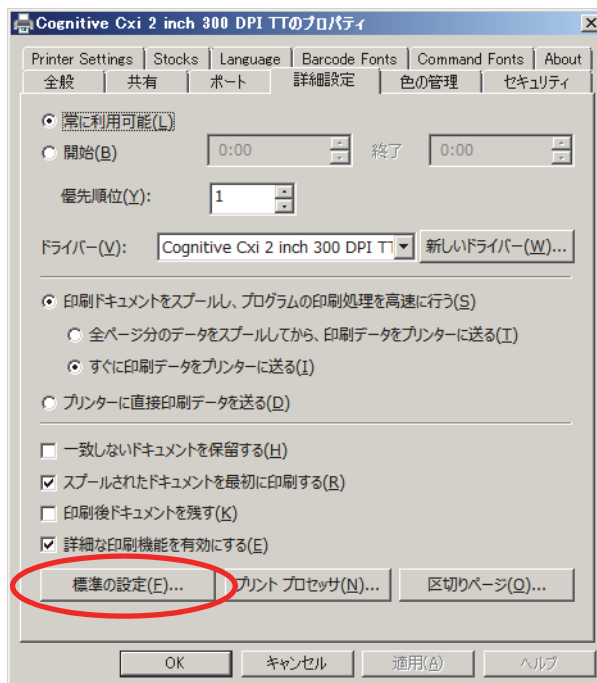 Cognitive Cxi 2 inch 300 DPI TTのプロパティ
Printer Settings Stocks Language Barcode Fonts Command Fonts About
全般 共有 ポート 詳細設定 色の管理 セキュリティ
常に利用可能(L)
開始(B) 0:00 終了 0:00
優先順位(Y): 1
ドライバー(V): Cognitive Cxi 2 inch 300 DPI TT 新しいドライバー(W)...
印刷ドキュメントをスプールし、プログラムの印刷処理を高速に行う(S)
全ページ分のデータをスプールしてから、印刷データをプリンターに送る(T)
すぐに印刷データをプリンターに送る(I)
プリンターに直接印刷データを送る(D)
一致しないドキュメントを保留する(H)
スプールされたドキュメントを最初に印刷する(R)
印刷後ドキュメントを残す(K)
詳細な印刷機能を有効にする(E)
標準の設定(F)... プリント プロセッサ(N)... 区切りページ(O)...
OK キャンセル 適用(A) ヘルプ